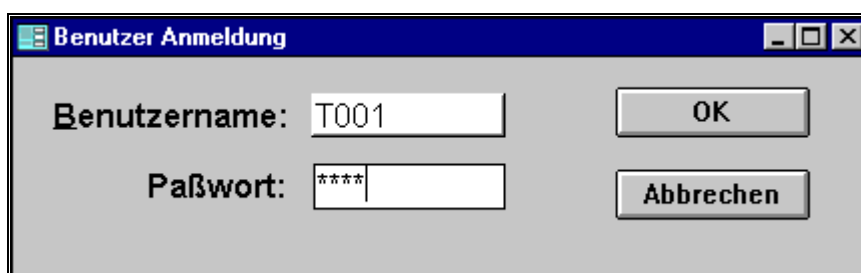 Benutzer Anmeldung
Benutzername: T001 OK
Paßwort: **** Abbrechen